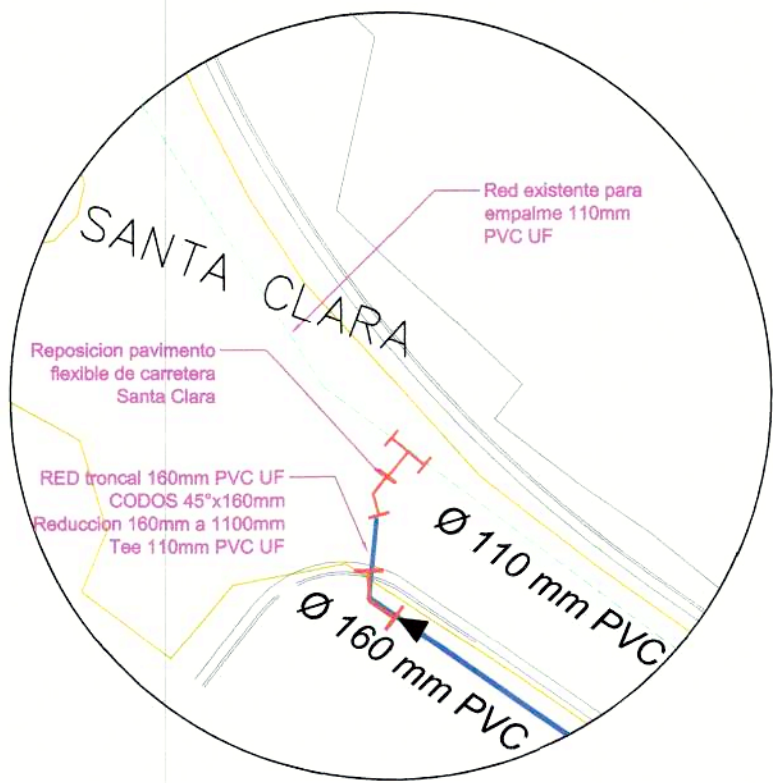 Red existente para
empalme 110mm
PVC UF
SANTA CLARA
Reposicion pavimento
flexible de carretera
Santa Clara
RED troncal 160mm PVC UF
CODOS 45°x160mm
Reduccion 160mm a 1100mm
Tee 110mm PVC UF
Ø 110 mm PVC
Ø 160 mm PVC